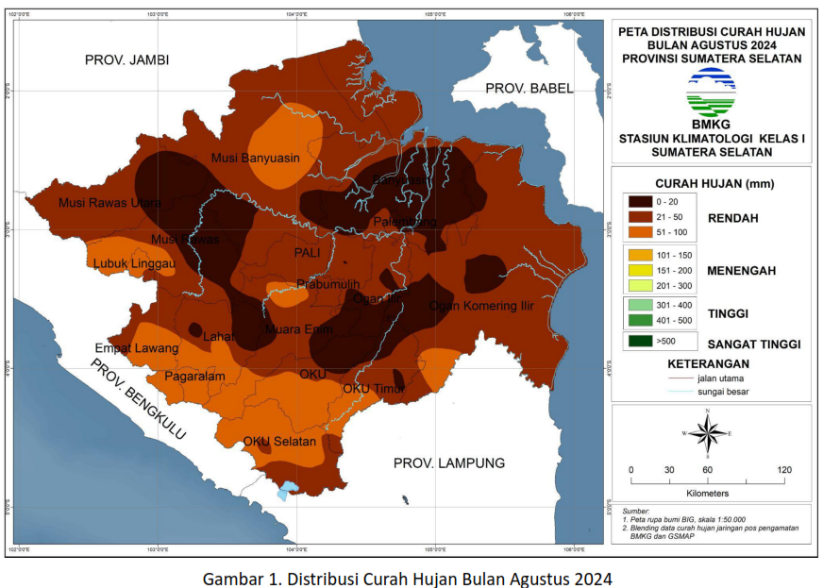 PETA DISTRIBUSI CURAH HUJAN
BULAN AGUSTUS 2024
PROVINSI SUMATERA SELATAN
BMKG
STASIUN KLIMATOLOGI KELAS I
SUMATERA SELATAN
CURAH HUJAN (mm)
0 - 20
21 - 50
51 - 100
RENDAH
101 - 150
151 - 200
201 - 300
MENENGAH
301 - 400
401 - 500
TINGGI
>500
SANGAT TINGGI
KETERANGAN
jalan utama
sungai besar
N
W E
S
0 30 60 120
Kilometers
Sumber:
1. Peta rupa bumi BIG, skala 1:50.000
2. Blending data curah hujan jaringan pos pengamatan
BMKG dan GSMAP
PROV. JAMBI
PROV. BABEL
Musi Banyuasin
Banyuasin
Musi Rawas Utara
Palembang
Musi Rawas
PALI
Lubuk Linggau
Prabumulih
Ogan Ilir
Ogan Komering Ilir
Muara Enim
Lahat
Empat Lawang
Pagaralam
OKU
OKU Timur
PROV. BENGKULU
OKU Selatan
PROV. LAMPUNG
Gambar 1. Distribusi Curah Hujan Bulan Agustus 2024